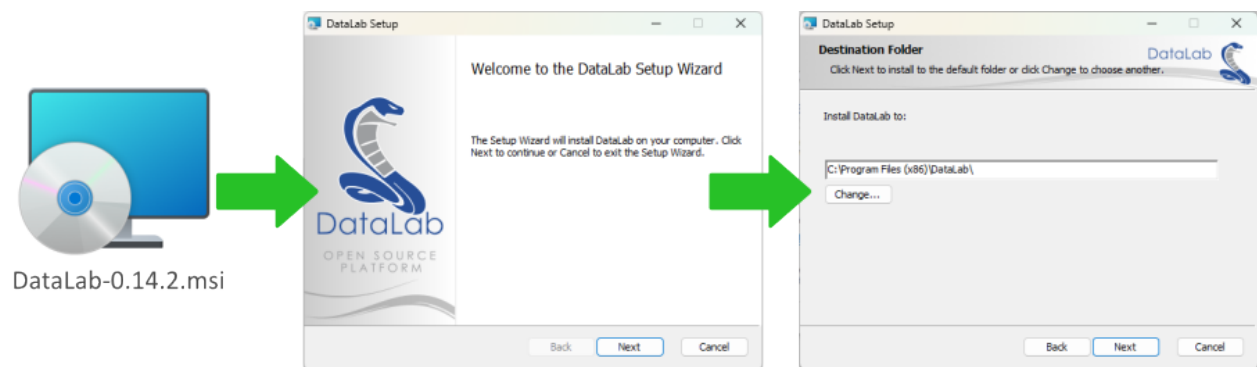 DataLab-0.14.2.msi
DataLab Setup
Welcome to the DataLab Setup Wizard
The Setup Wizard will install DataLab on your computer. Click
Next to continue or Cancel to exit the Setup Wizard.
DataLab
OPEN SOURCE
PLATFORM
Back Next Cancel
DataLab Setup
Destination Folder
DataLab
Click Next to install to the default folder or click Change to choose another.
Install DataLab to:
C:\Program Files (x86)\DataLab\
Change...
Back Next Cancel